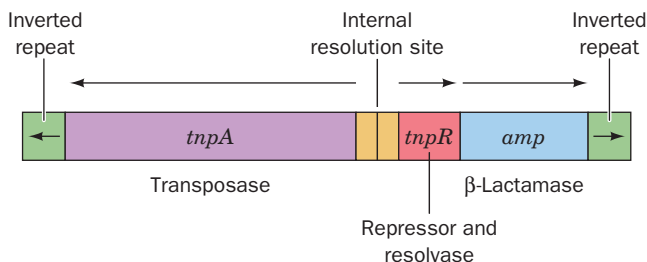 Inverted
repeat
Internal
resolution site
Inverted
repeat
tnpA
tnpR
amp
Transposase
β-Lactamase
Repressor and
resolvase